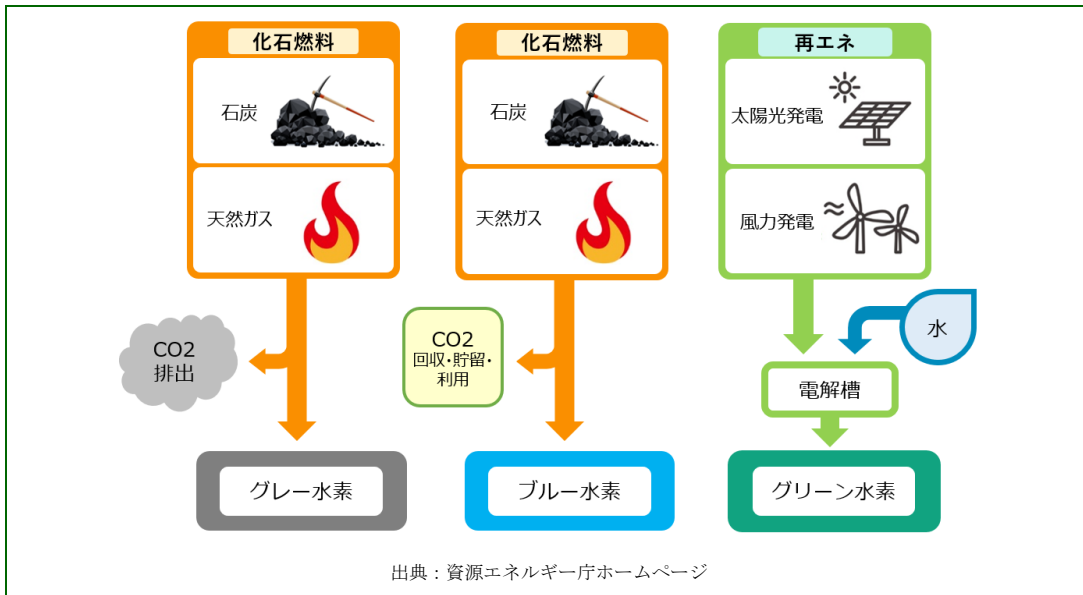 化石燃料
石炭
天然ガス
CO2
排出
グレー水素
化石燃料
石炭
天然ガス
CO2
回収・貯留・
利用
ブルー水素
再エネ
太陽光発電
風力発電
水
電解槽
グリーン水素
出典：資源エネルギー庁ホームページ